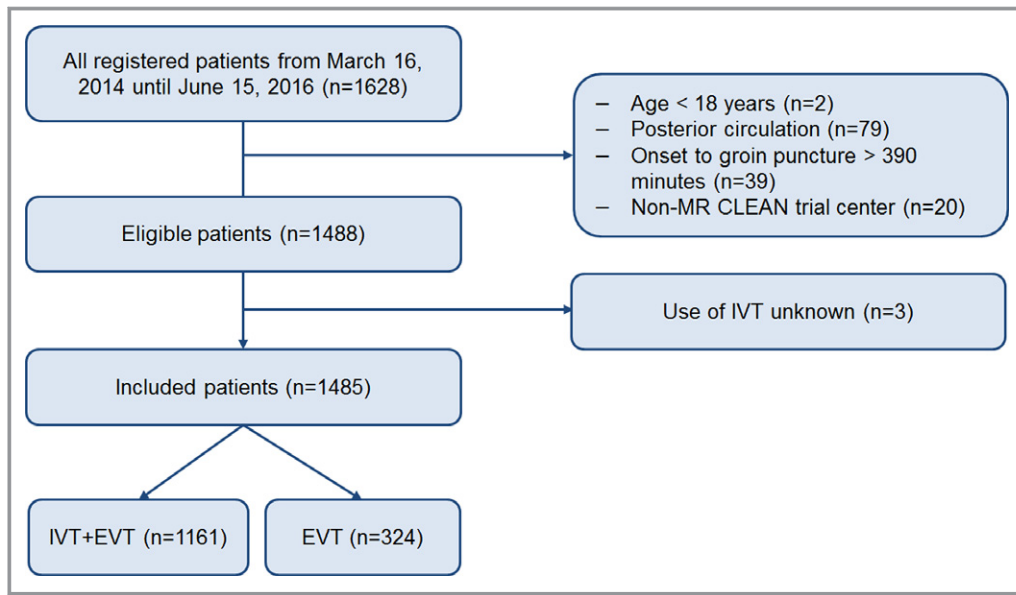 All registered patients from March 16,
2014 until June 15, 2016 (n=1628)
– Age < 18 years (n=2)
– Posterior circulation (n=79)
– Onset to groin puncture > 390
minutes (n=39)
– Non-MR CLEAN trial center (n=20)
Eligible patients (n=1488)
Use of IVT unknown (n=3)
Included patients (n=1485)
IVT+EVT (n=1161)
EVT (n=324)